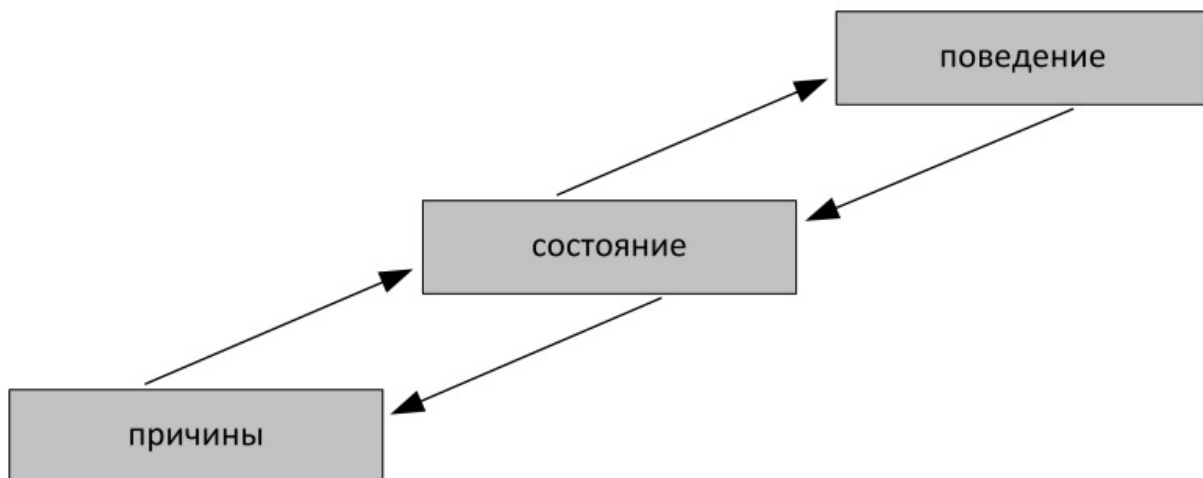 поведение
состояние
причины